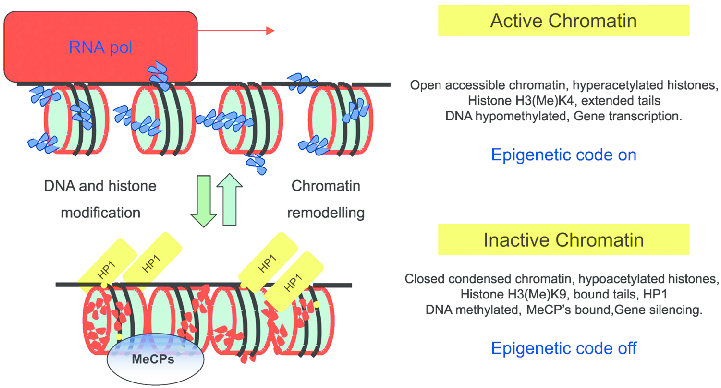 RNA pol
Active Chromatin
Open accessible chromatin, hyperacetylated histones,
Histone H3(Me)K4, extended tails
DNA hypomethylated, Gene transcription.
Epigenetic code on
DNA and histone
modification
Chromatin
remodelling
Inactive Chromatin
HP1
HP1
HP1
HP1
Closed condensed chromatin, hypoacetylated histones,
Histone H3(Me)K9, bound tails, HP1
DNA methylated, MeCP's bound,Gene silencing.
Epigenetic code off
MeCPs